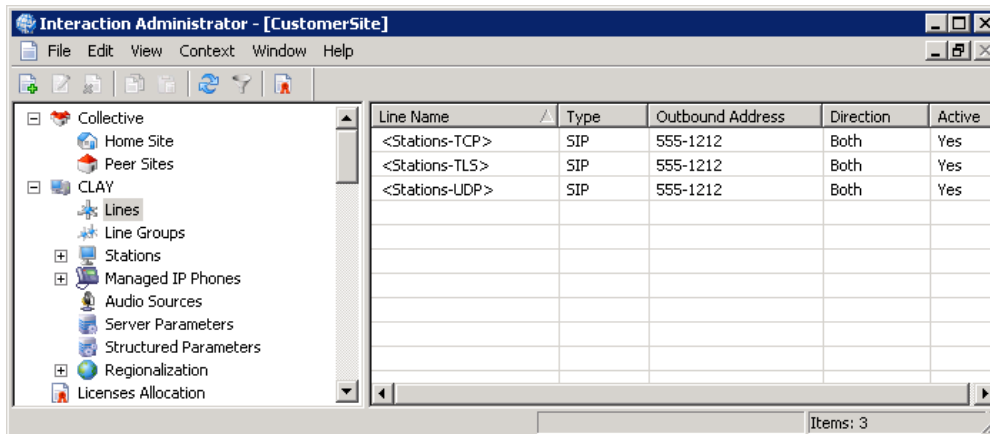 Interaction Administrator - [CustomerSite]
File Edit View Context Window Help
Collective
Home Site
Peer Sites
CLAY
Lines
Line Groups
Stations
Managed IP Phones
Audio Sources
Server Parameters
Structured Parameters
Regionalization
Licenses Allocation
Line Name Type Outbound Address Direction Active
<Stations-TCP> SIP 555-1212 Both Yes
<Stations-TLS> SIP 555-1212 Both Yes
<Stations-UDP> SIP 555-1212 Both Yes
Items: 3